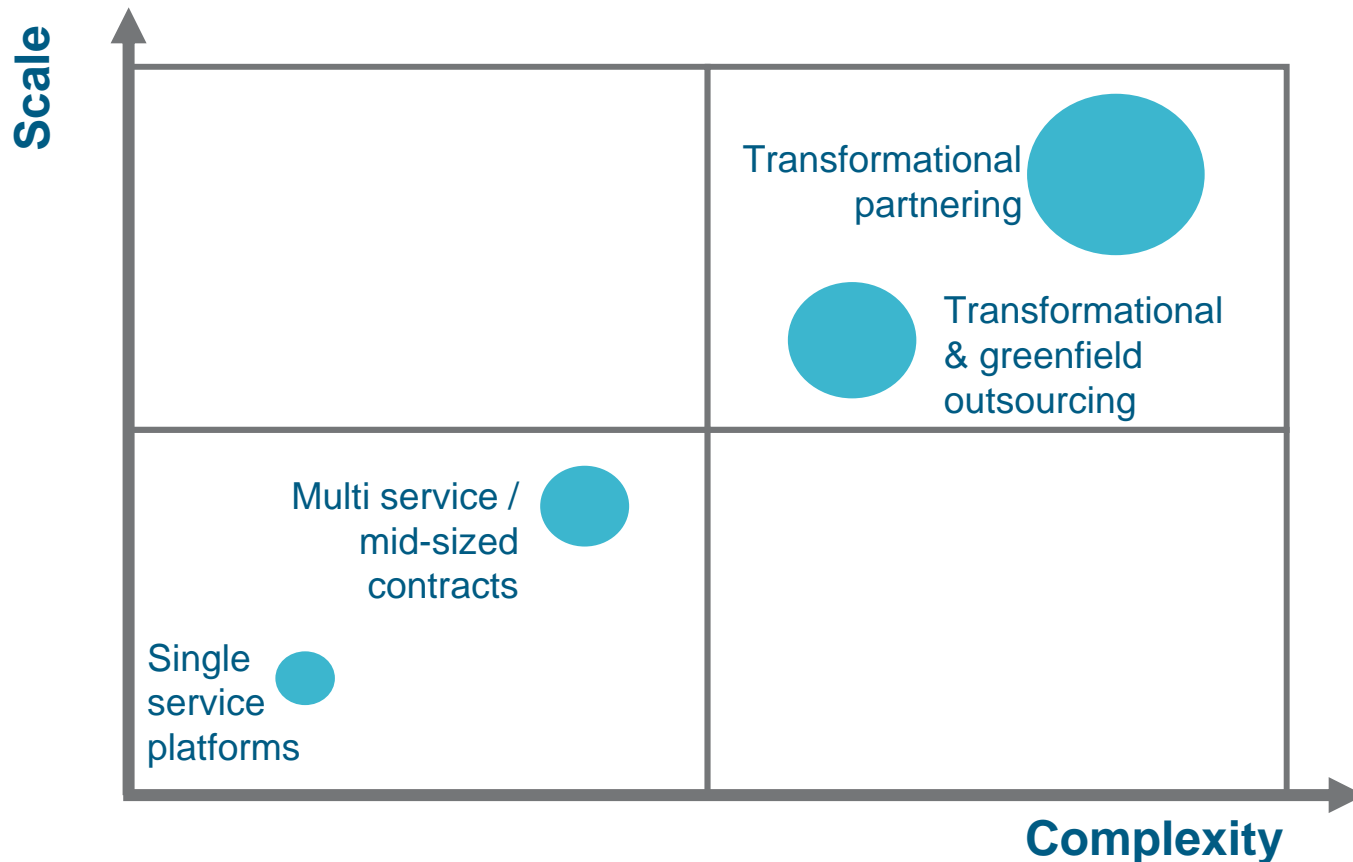 Scale
Transformational
partnering
Transformational
& greenfield
outsourcing
Multi service /
mid-sized
contracts
Single
service
platforms
Complexity